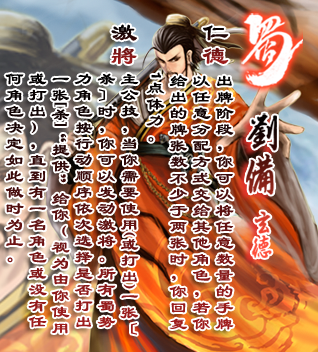 蜀
劉備
玄德
仁德
出牌阶段，你可以将任意数量的手牌
以任意分配方式交给其他角色，若你
给出的牌张数不少于两张时，你回复
1点体力。
激將
主公技，当你需要使用(或打出)一张【
杀】时，你可以发动激将。所有蜀势
力角色按行动顺序依次选择是否打出
一张【杀】"提供"给你（视为由你使用
或打出），直到有一名角色或没有任
何角色决定如此做时为止。